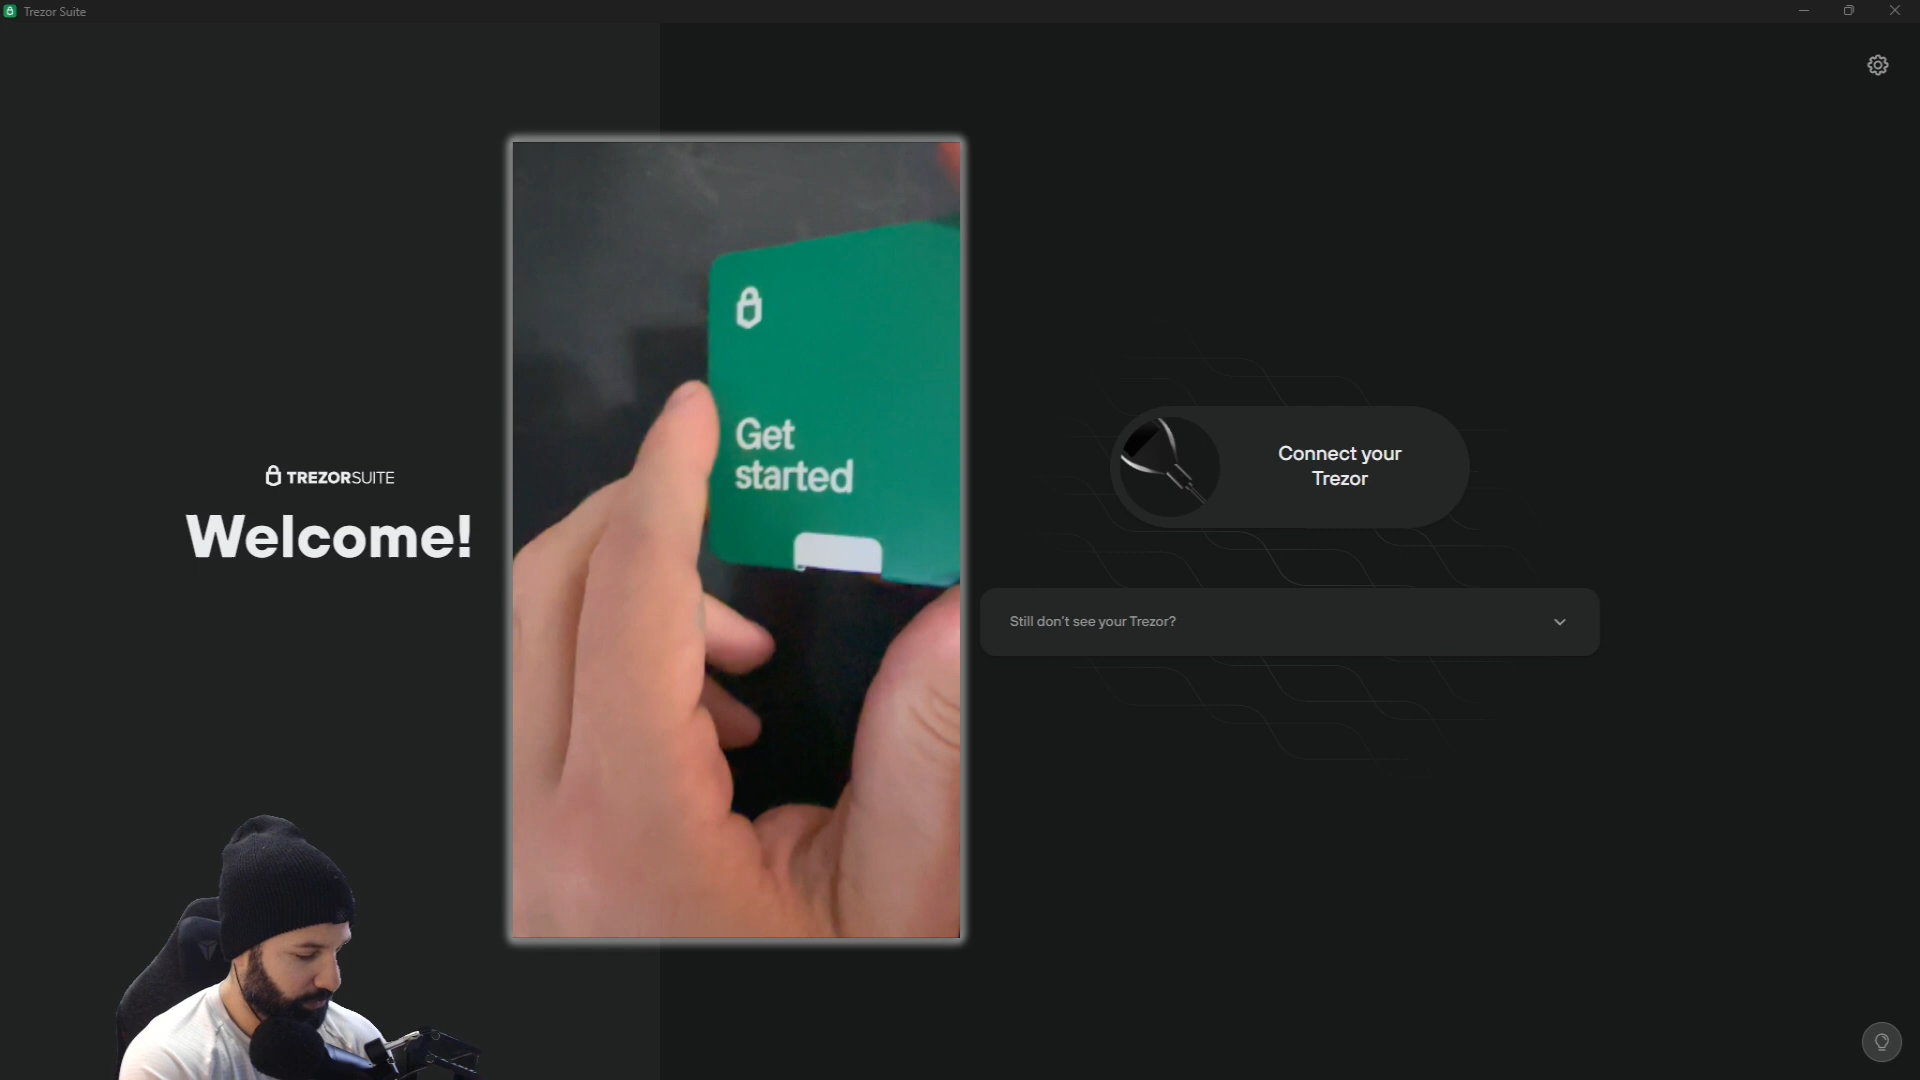 Trezor Suite
TREZORSUITE
Welcome!
Get
started
Connect your
Trezor
Still don't see your Trezor?